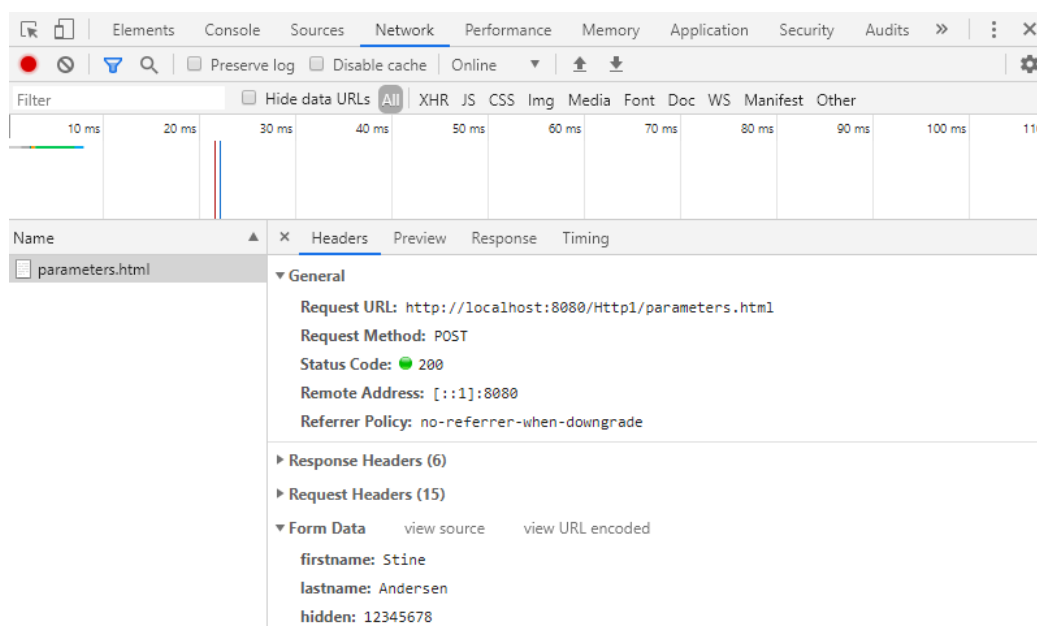 Elements Console Sources Network Performance Memory Application Security Audits »
Preserve log Disable cache Online
Filter Hide data URLs All XHR JS CSS Img Media Font Doc WS Manifest Other
10 ms 20 ms 30 ms 40 ms 50 ms 60 ms 70 ms 80 ms 90 ms 100 ms
Name × Headers Preview Response Timing
parameters.html
General
Request URL: http://localhost:8080/Http1/parameters.html
Request Method: POST
Status Code: 200
Remote Address: [::1]:8080
Referrer Policy: no-referrer-when-downgrade
Response Headers (6)
Request Headers (15)
Form Data view source view URL encoded
firstname: Stine
lastname: Andersen
hidden: 12345678